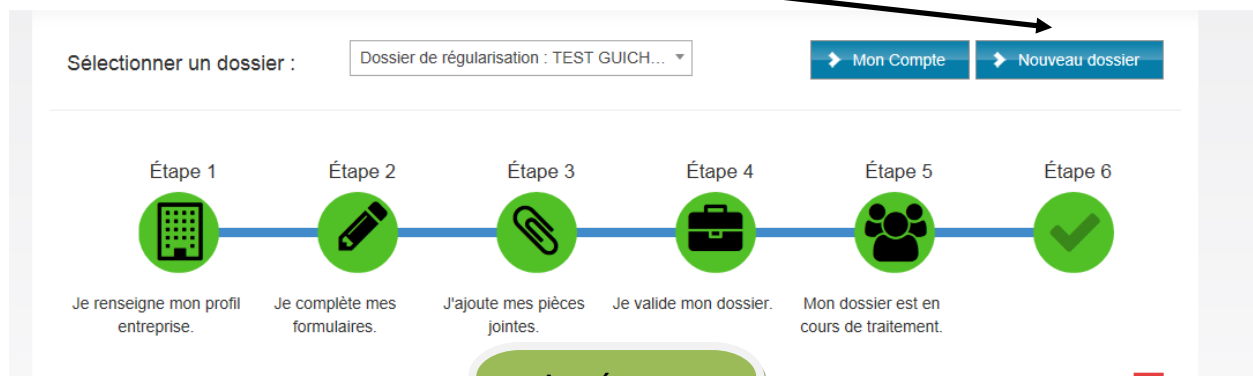 Sélectionner un dossier :
Dossier de régularisation : TEST GUICH...
Mon Compte
Nouveau dossier
Étape 1
Étape 2
Étape 3
Étape 4
Étape 5
Étape 6
Je renseigne mon profil
entreprise.
Je complète mes
formulaires.
J'ajoute mes pièces
jointes.
Je valide mon dossier.
Mon dossier est en
cours de traitement.